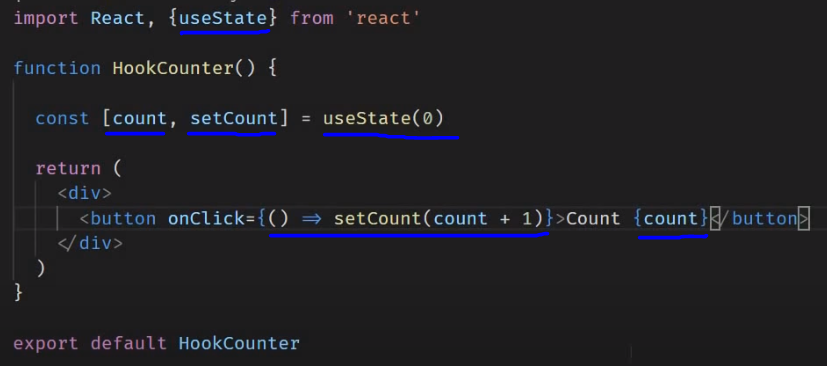 import React, {useState} from 'react'
function HookCounter() {
const [count, setCount] = useState(0)
return (
<div>
<button onClick={() => setCount(count + 1)}>Count {count}</button>
</div>
)
}
export default HookCounter